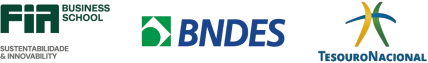 FIA BUSINESS
SCHOOL
SUSTENTABILIDADE
& INNOVABILITY
BNDES
TESOURONACIONAL